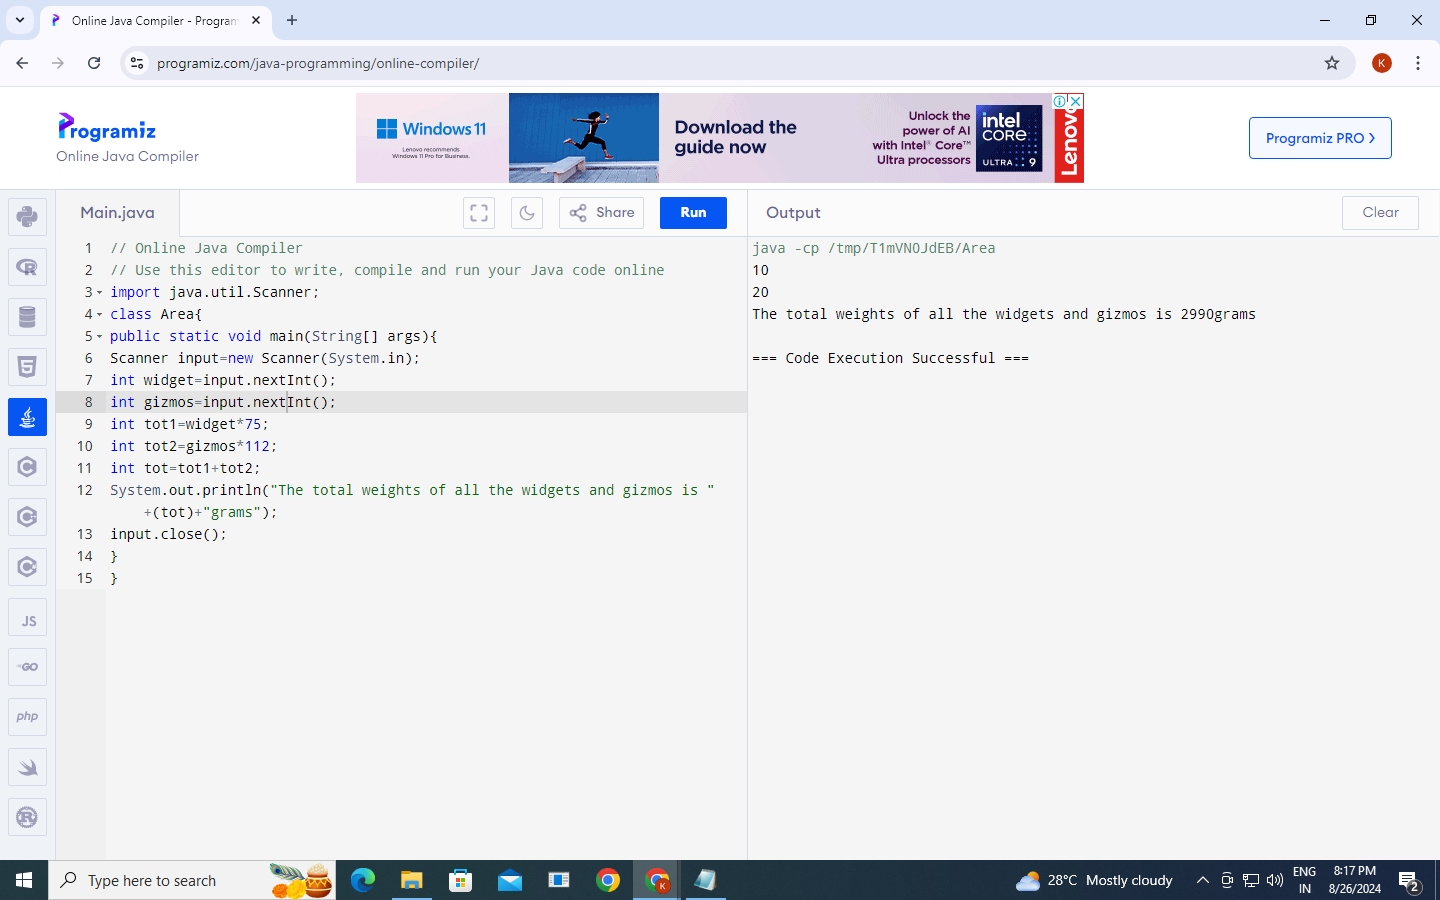 Online Java Compiler - Program
programiz.com/java-programming/online-compiler/
K
Programiz
Online Java Compiler
Windows 11
Lenovo recommends
Windows 11 Pro for Business.
Download the
guide now
Unlock the
power of AI
with Intel® Core™
Ultra processors
intel
CORE
ULTRA 9
Lenovo
Programiz PRO
Main.java
Share
Run
Output
Clear
1 // Online Java Compiler
2 // Use this editor to write, compile and run your Java code online
3 import java.util.Scanner;
4 class Area{
5 public static void main(String[] args){
6 Scanner input=new Scanner(System.in);
7 int widget=input.nextInt();
8 int gizmos=input.nextInt();
9 int tot1=widget*75;
10 int tot2=gizmos*112;
11 int tot=tot1+tot2;
12 System.out.println("The total weights of all the widgets and gizmos is "
+(tot)+"grams");
13 input.close();
14 }
15 }
java -cp /tmp/T1mVNOJdEB/Area
10
20
The total weights of all the widgets and gizmos is 2990grams
=== Code Execution Successful ===
R
5
C
C
C
JS
GO
php
R
Type here to search
K
28°C Mostly cloudy
ENG
IN
8:17 PM
8/26/2024
2